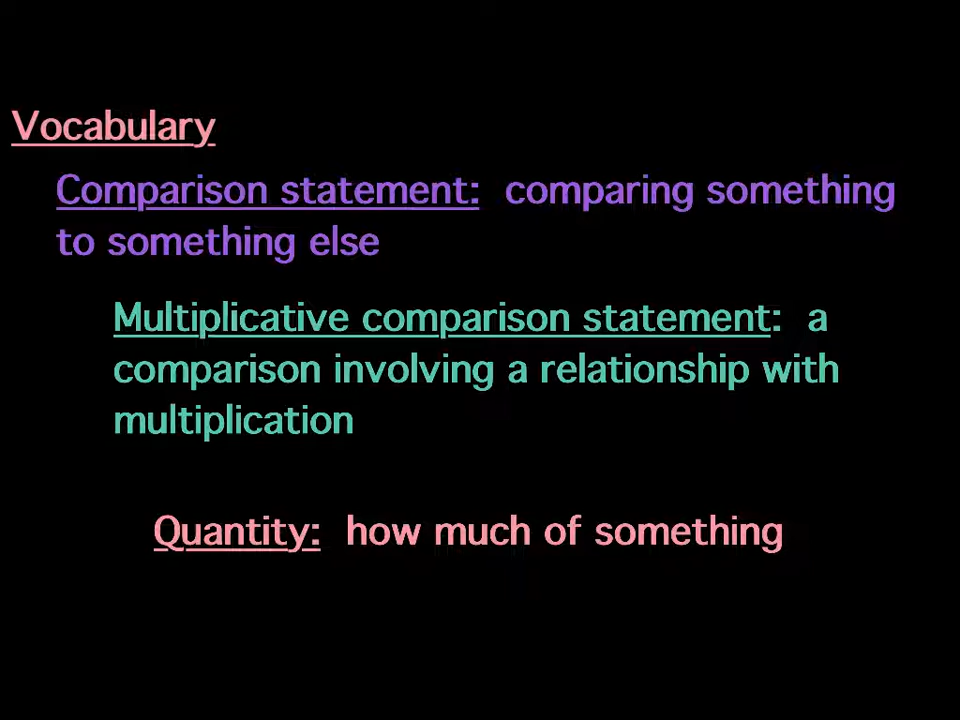 Vocabulary
Comparison statement: comparing something
to something else
Multiplicative comparison statement: a
comparison involving a relationship with
multiplication
Quantity: how much of something